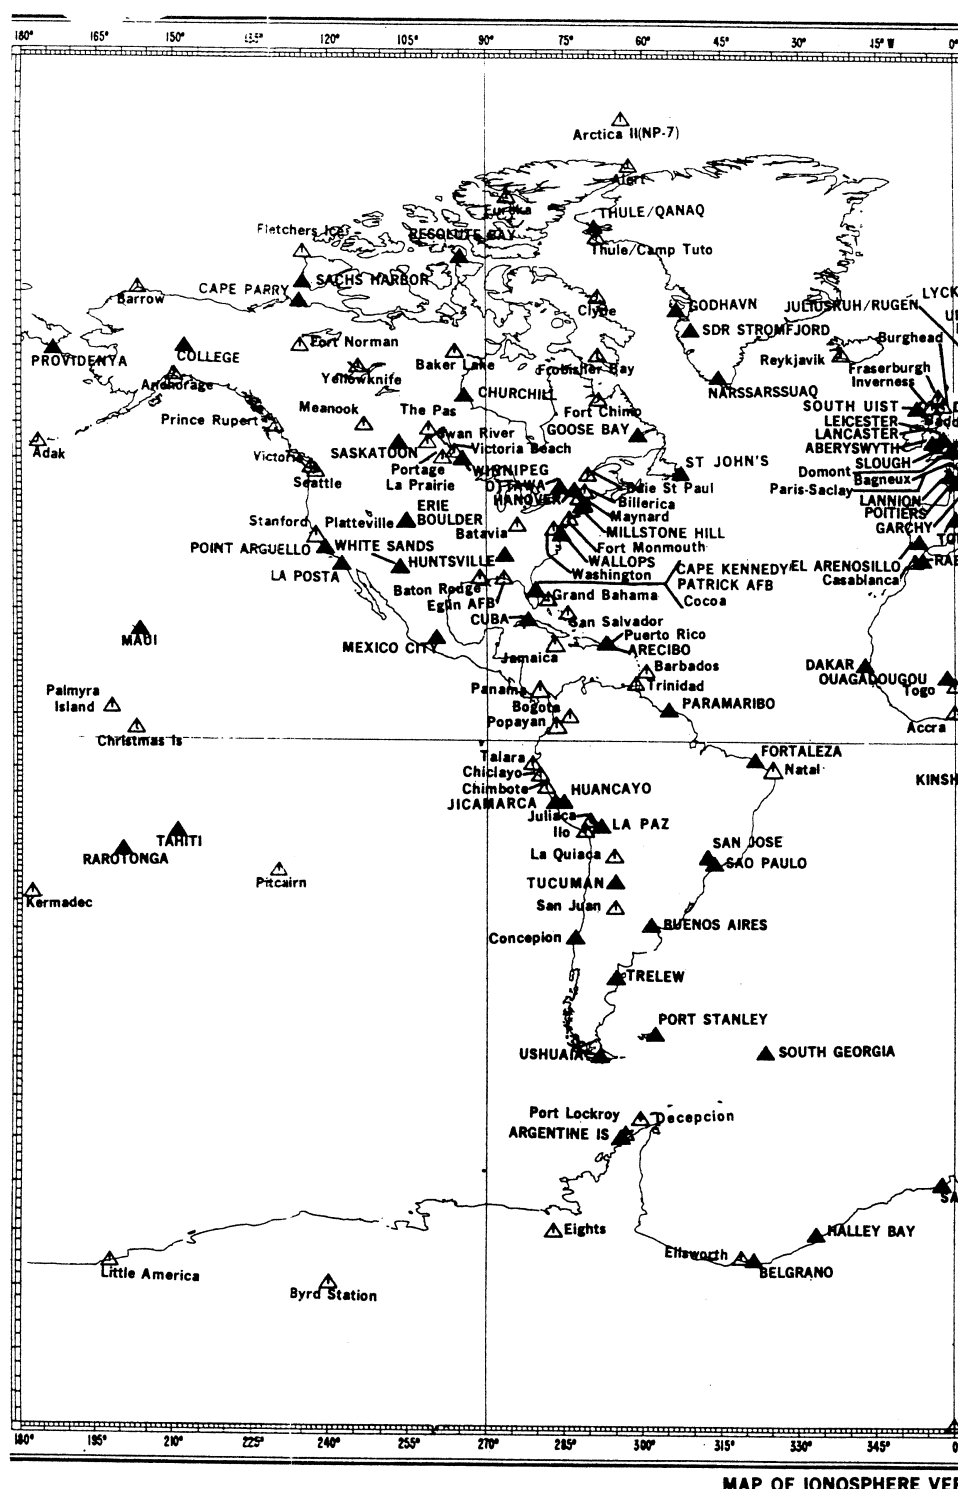 180° 165° 150° 135° 120° 105° 90° 75° 60° 45° 30° 15° W 0°
Arctica II(NP-7)
Alert
Eureka
THULE/QANAQ
Fletchers Ice
RESOLUTE BAY
Thule/Camp Tuto
SACHS HARBOR
CAPE PARRY
LYCK
Barrow
Clyde
GODHAVN
JULIUSRUH/RUGEN
SDR STROMFJORD
Burghead
PROVIDENYA
COLLEGE
Fort Norman
Baker Lake
Frobisher Bay
Reykjavik
Fraserburgh
Anchorage
Yellowknife
Inverness
CHURCHILL
NARSSARSSUAQ
Meanook
The Pas
Fort Chimo
SOUTH UIST
Prince Rupert
GOOSE BAY
LEICESTER
Swan River
LANCASTER
Adak
SASKATOON
Victoria Beach
ABERYSWYTH
Victoria
Portage
La Prairie
WINNIPEG
ST JOHN'S
SLOUGH
Domont
Bagneux
Seattle
OTTAWA
Baie St Paul
Paris-Saclay
HANOVER
Billerica
LANNION
ERIE
Maynard
POITIERS
Stanford
Platteville
BOULDER
Batavia
MILLSTONE HILL
GARCHY
POINT ARGUELLO
WHITE SANDS
Fort Monmouth
HUNTSVILLE
WALLOPS
CAPE KENNEDY
EL ARENOSILLO
LA POSTA
Washington
PATRICK AFB
Casablanca
RAB
Baton Rodge
Grand Bahama
Cocoa
Eglin AFB
CUBA
San Salvador
MAUI
MEXICO CITY
Puerto Rico
ARECIBO
Jamaica
Barbados
DAKAR
OUAGADOUGOU
Palmyra
Island
Panama
Trinidad
Togo
Bogota
PARAMARIBO
Popayan
Accra
Christmas Is
Talara
FORTALEZA
Chiclayo
Natal
KINSH
Chimbote
HUANCAYO
JICAMARCA
Juliaca
LA PAZ
Ilo
TAHITI
SAN JOSE
RAROTONGA
La Quiaca
SAO PAULO
Pitcairn
TUCUMAN
Kermadec
San Juan
BUENOS AIRES
Concepion
TRELEW
PORT STANLEY
USHUAIA
SOUTH GEORGIA
Port Lockroy
Decepcion
ARGENTINE IS
SA
Eights
HALLEY BAY
Ellsworth
Little America
BELGRANO
Byrd Station
180° 195° 210° 240° 255° 270° 285° 300° 315° 330° 345° 0
MAP OF IONOSPHERE VER